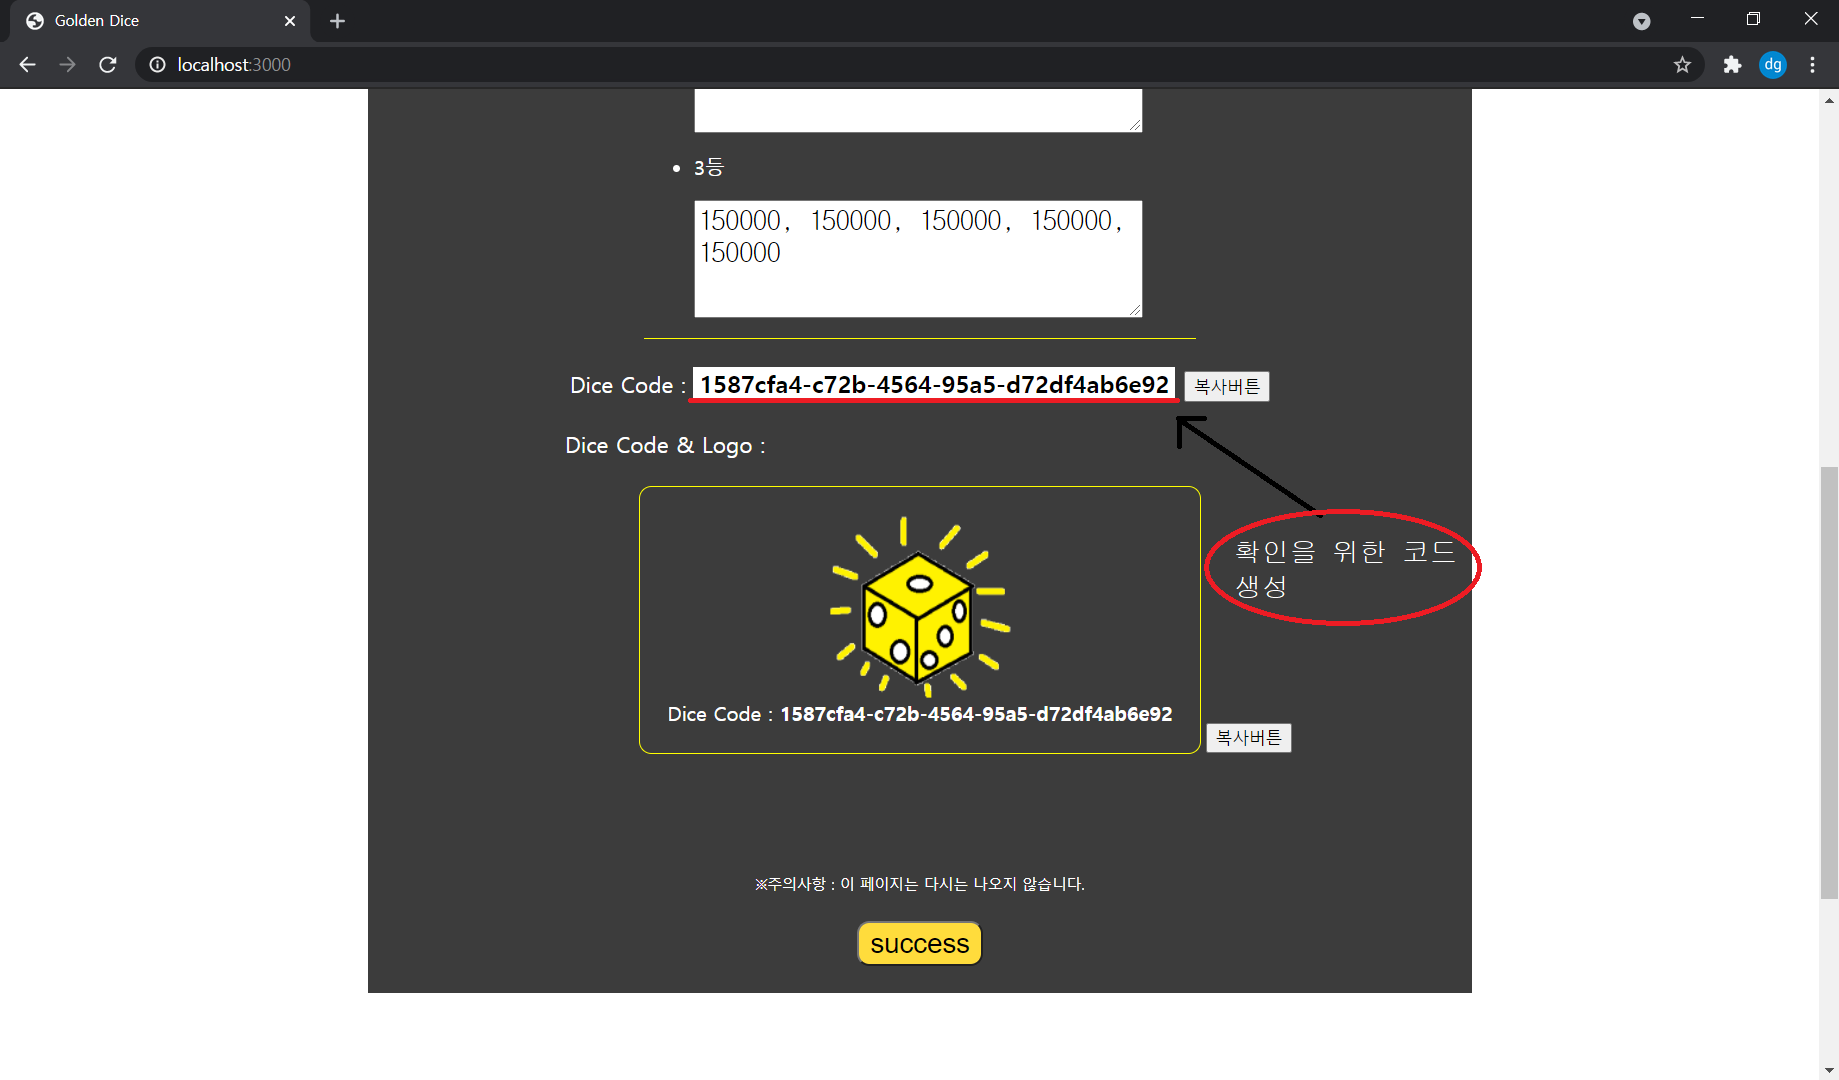 Golden Dice
localhost:3000
dg
3등
150000, 150000, 150000, 150000,
150000
Dice Code : 1587cfa4-c72b-4564-95a5-d72df4ab6e92 복사버튼
Dice Code & Logo :
확인을 위한 코드
생성
Dice Code : 1587cfa4-c72b-4564-95a5-d72df4ab6e92
복사버튼
※주의사항 : 이 페이지는 다시는 나오지 않습니다.
success